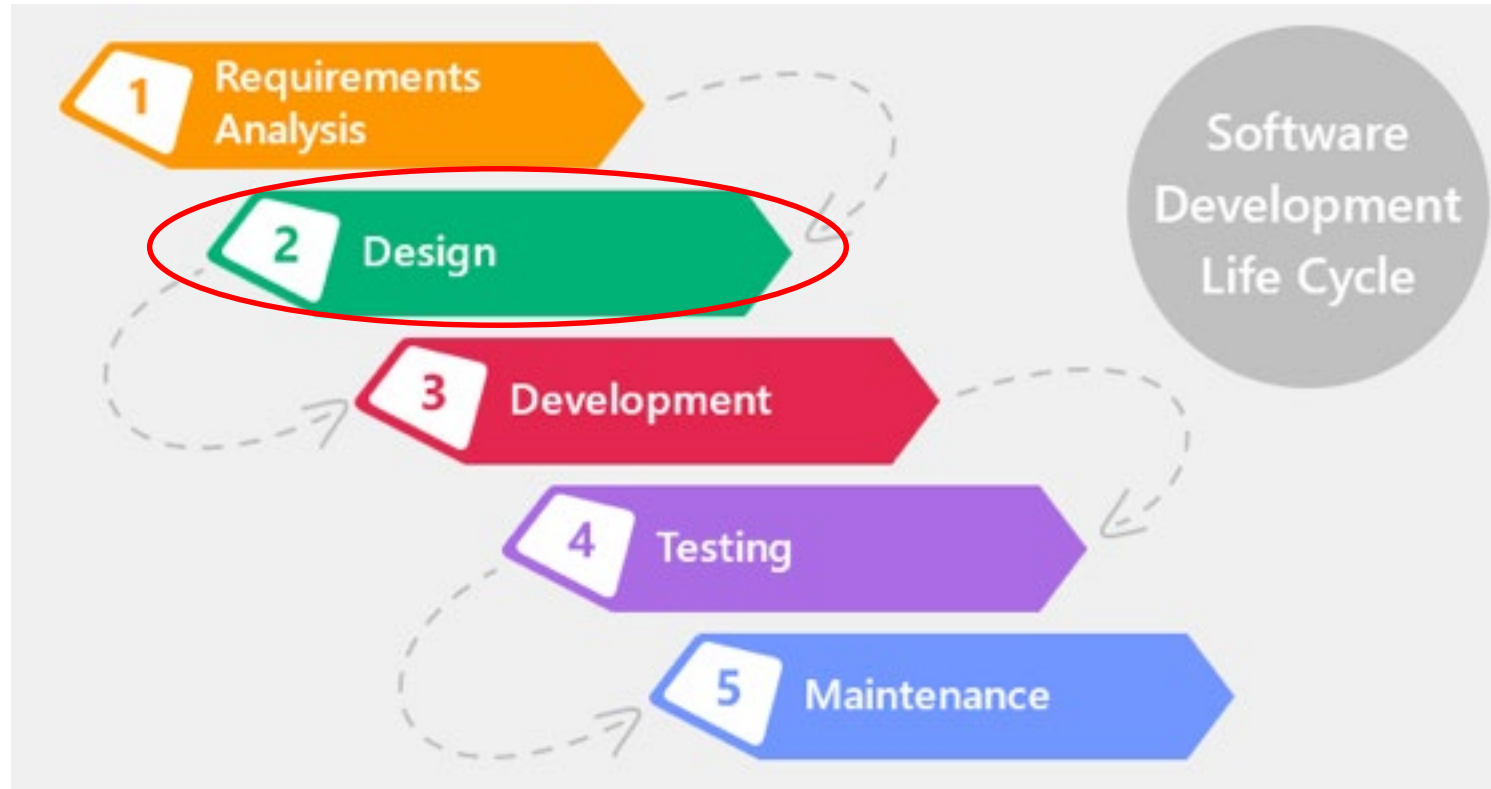 1
Requirements
Analysis
2
Design
3
Development
4
Testing
5
Maintenance
Software
Development
Life Cycle